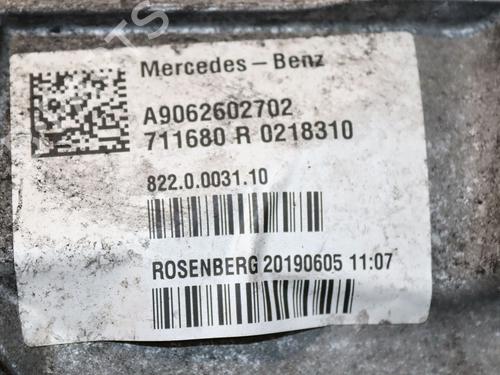 Mercedes - Benz
A9062602702
711680 R 0218310
822.0.0031.10
ROSENBERG 20190605 11:07